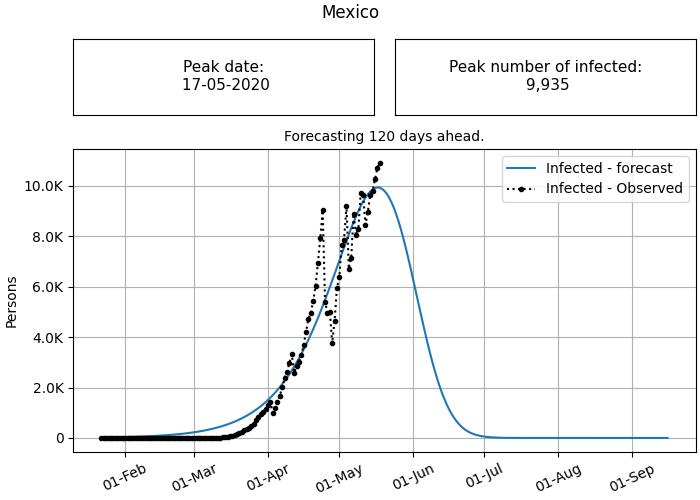 Mexico
Peak date:
17-05-2020
Peak number of infected:
9,935
Forecasting 120 days ahead.
Infected - forecast
Infected - Observed
Persons
10.0K
8.0K
6.0K
4.0K
2.0K
0
01-Feb
01-Mar
01-Apr
01-May
01-Jun
01-Jul
01-Aug
01-Sep